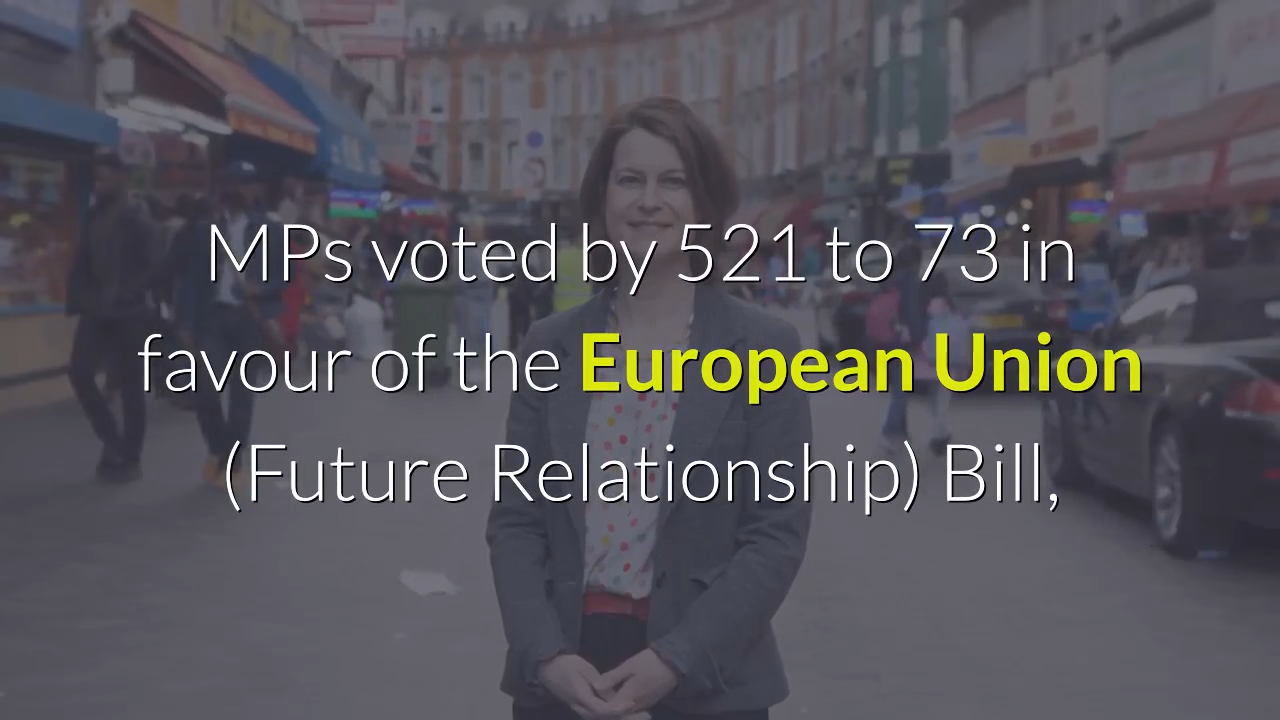 MPs voted by 521 to 73 in
favour of the European Union
(Future Relationship) Bill,